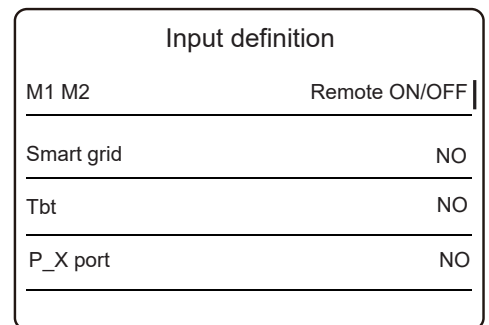 Input definition
M1 M2 Remote ON/OFF
Smart grid NO
Tbt NO
P_X port NO